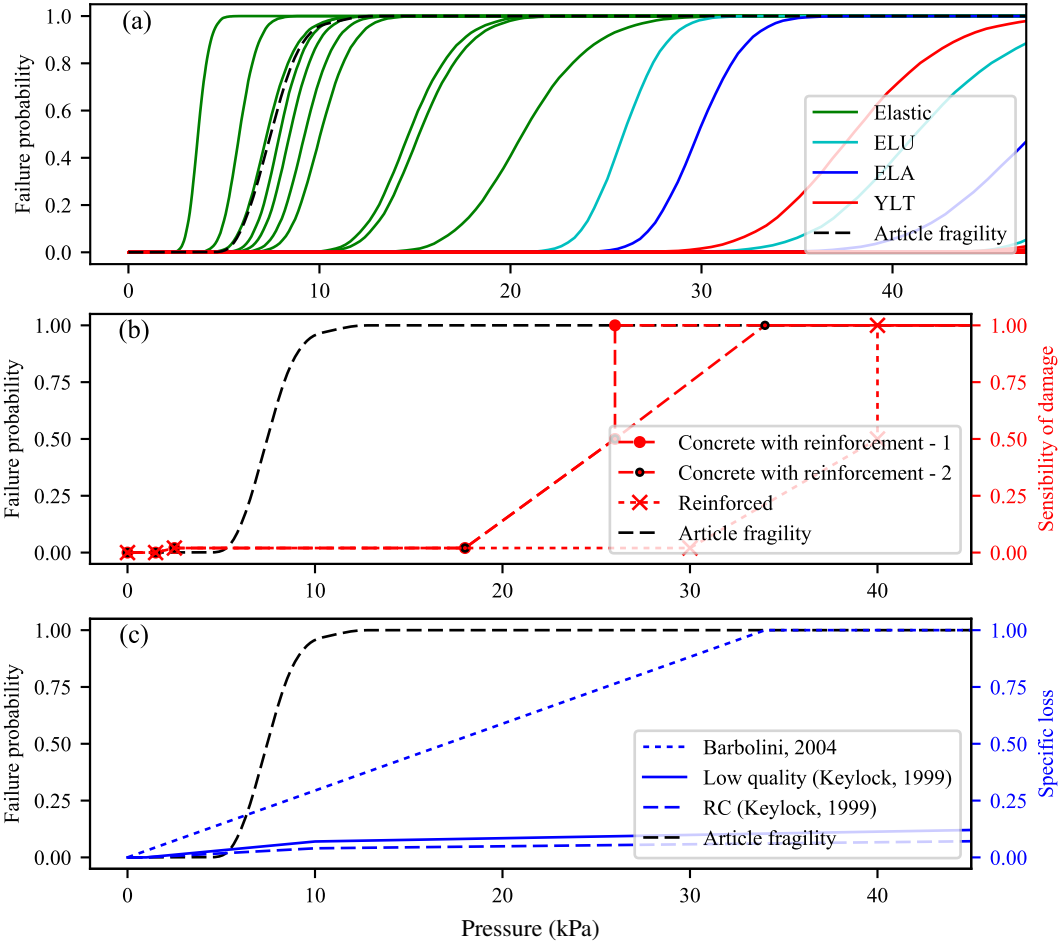 (a)
Failure probability
1.0
0.8
0.6
0.4
0.2
0.0
0
10
20
30
40
Elastic
ELU
ELA
YLT
Article fragility
(b)
Failure probability
1.00
0.75
0.50
0.25
0.00
0
10
20
30
40
1.00
0.75
0.50
0.25
0.00
Sensibility of damage
Concrete with reinforcement - 1
Concrete with reinforcement - 2
Reinforced
Article fragility
(c)
Failure probability
1.00
0.75
0.50
0.25
0.00
0
10
20
30
40
1.00
0.75
0.50
0.25
0.00
Specific loss
Barbolini, 2004
Low quality (Keylock, 1999)
RC (Keylock, 1999)
Article fragility
Pressure (kPa)